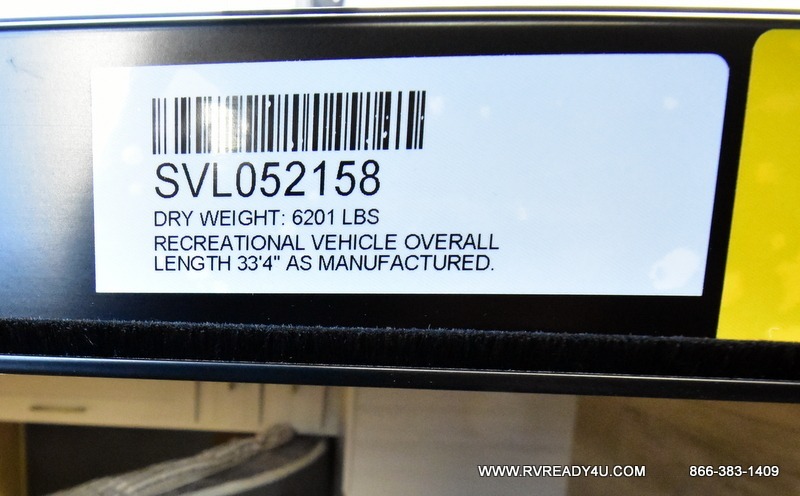 SVL052158
DRY WEIGHT: 6201 LBS
RECREATIONAL VEHICLE OVERALL
LENGTH 33'4" AS MANUFACTURED.
WWW.RVREADY4U.COM 866-383-1409